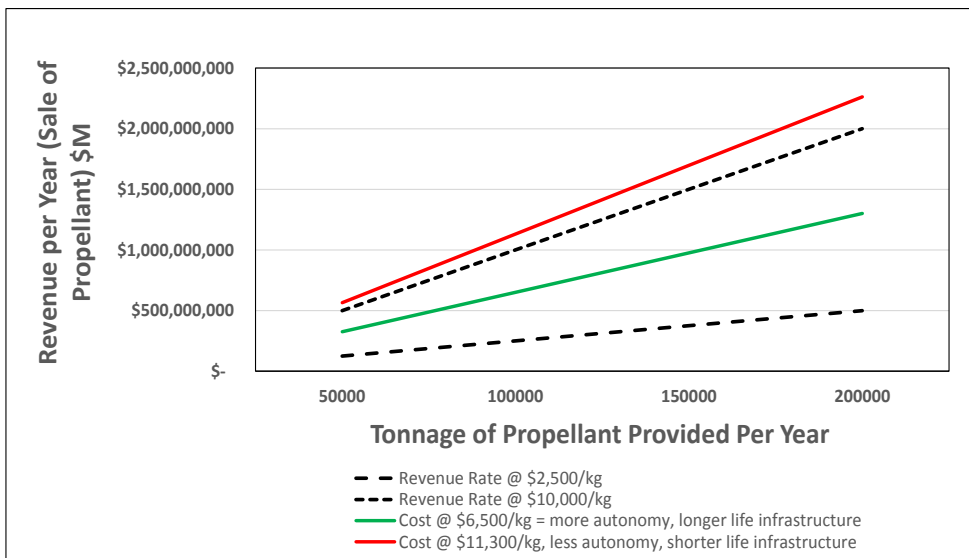 Revenue per Year (Sale of
Propellant) $M
$2,500,000,000
$2,000,000,000
$1,500,000,000
$1,000,000,000
$500,000,000
$-
50000 100000 150000 200000
Tonnage of Propellant Provided Per Year
Revenue Rate @ $2,500/kg
Revenue Rate @ $10,000/kg
Cost @ $6,500/kg = more autonomy, longer life infrastructure
Cost @ $11,300/kg, less autonomy, shorter life infrastructure